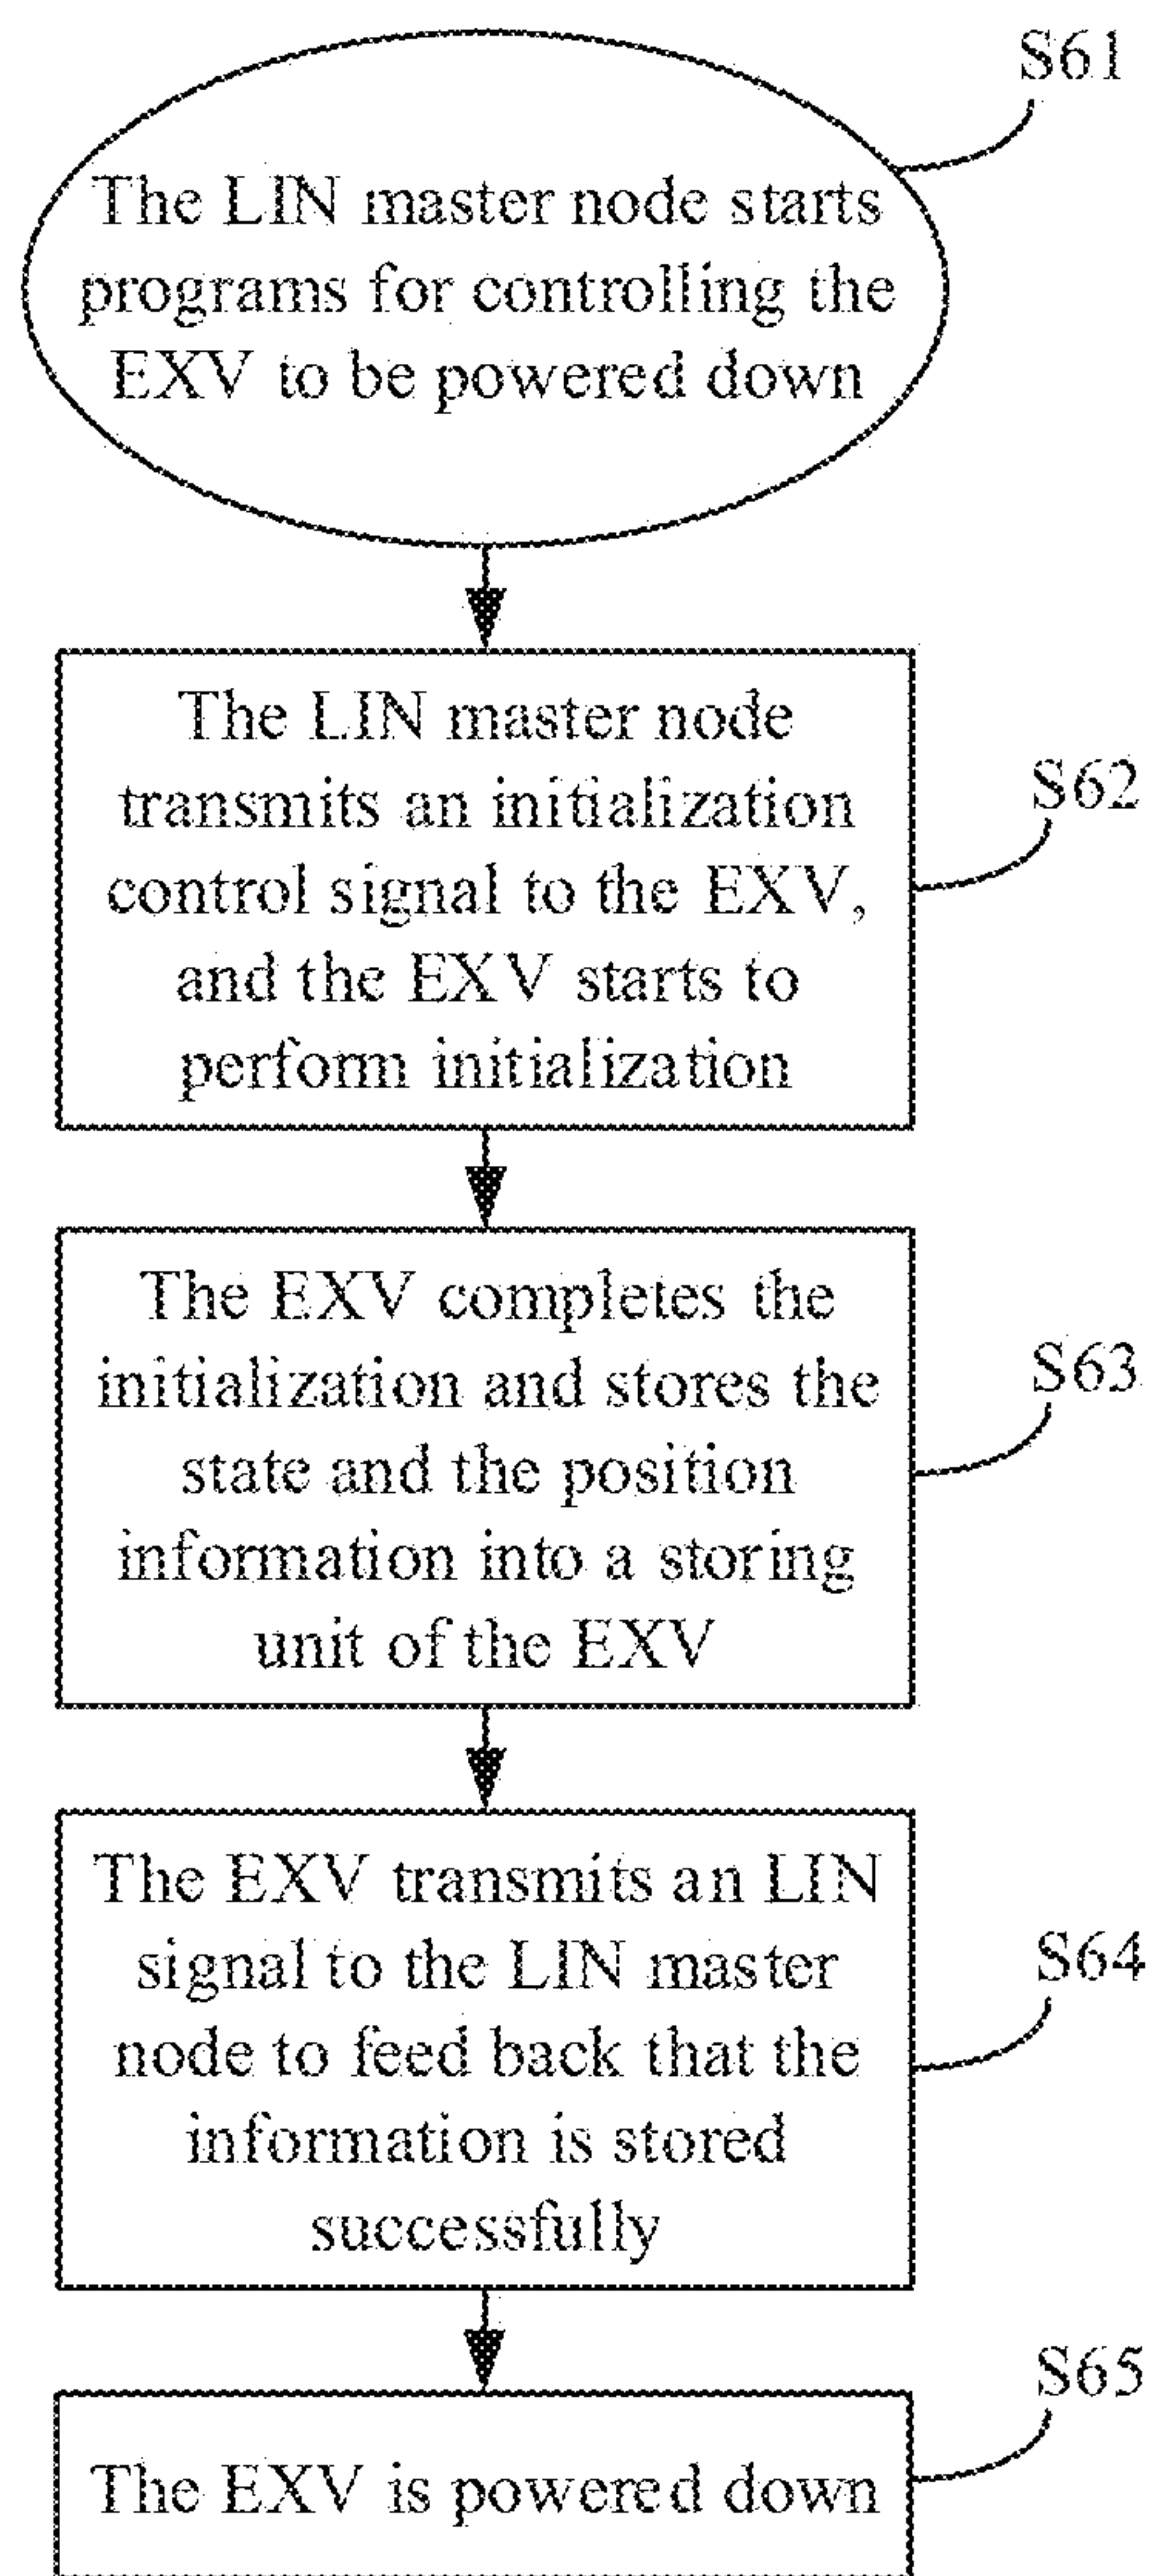 S61
The LIN master node starts
programs for controlling the
EXV to be powered down
The LIN master node
transmits an initialization
control signal to the EXV,
and the EXV starts to
perform initialization
S62
The EXV completes the
initialization and stores the
state and the position
information into a storing
unit of the EXV
S63
The EXV transmits an LIN
signal to the LIN master
node to feed back that the
information is stored
successfully
S64
S65
The EXV is powered down